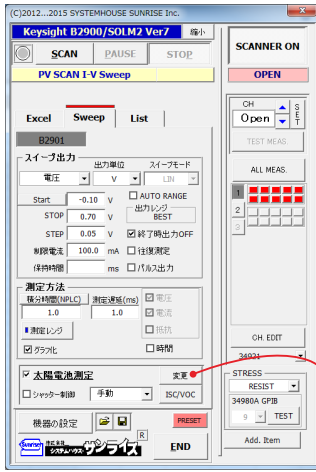 (C)2012...2015 SYSTEMHOUSE SUNRISE Inc.
Keysight B2900/SOLM2 Ver7 縮小
SCAN PAUSE STOP
PV SCAN I-V Sweep
SCANNER ON
OPEN
Excel Sweep List
B2901
スイープ出力
出力単位 スイープモード
電圧 V LIN
Start -0.10 V
AUTO RANGE
STOP 0.70 V
出力レンジ
BEST
STEP 0.05 V
終了時出力OFF
制限電流 100.0 mA
往復測定
保持時間 ms
パルス出力
測定方法
積分時間(NPLC) 測定遅延(ms)
1.0 1.0
電圧
電流
抵抗
測定レンジ
グラフ化
時間
太陽電池測定 変更
シャッター制御 手動 ISC/VOC
機器の設定 PRESET
Sunrise
システムハウス サンライズ R
END
CH
Open
SET
TEST MEAS.
ALL MEAS.
1
2
3
CH. EDIT
34921
STRESS
RESIST
34980A GPIB
9 TEST
Add. Item